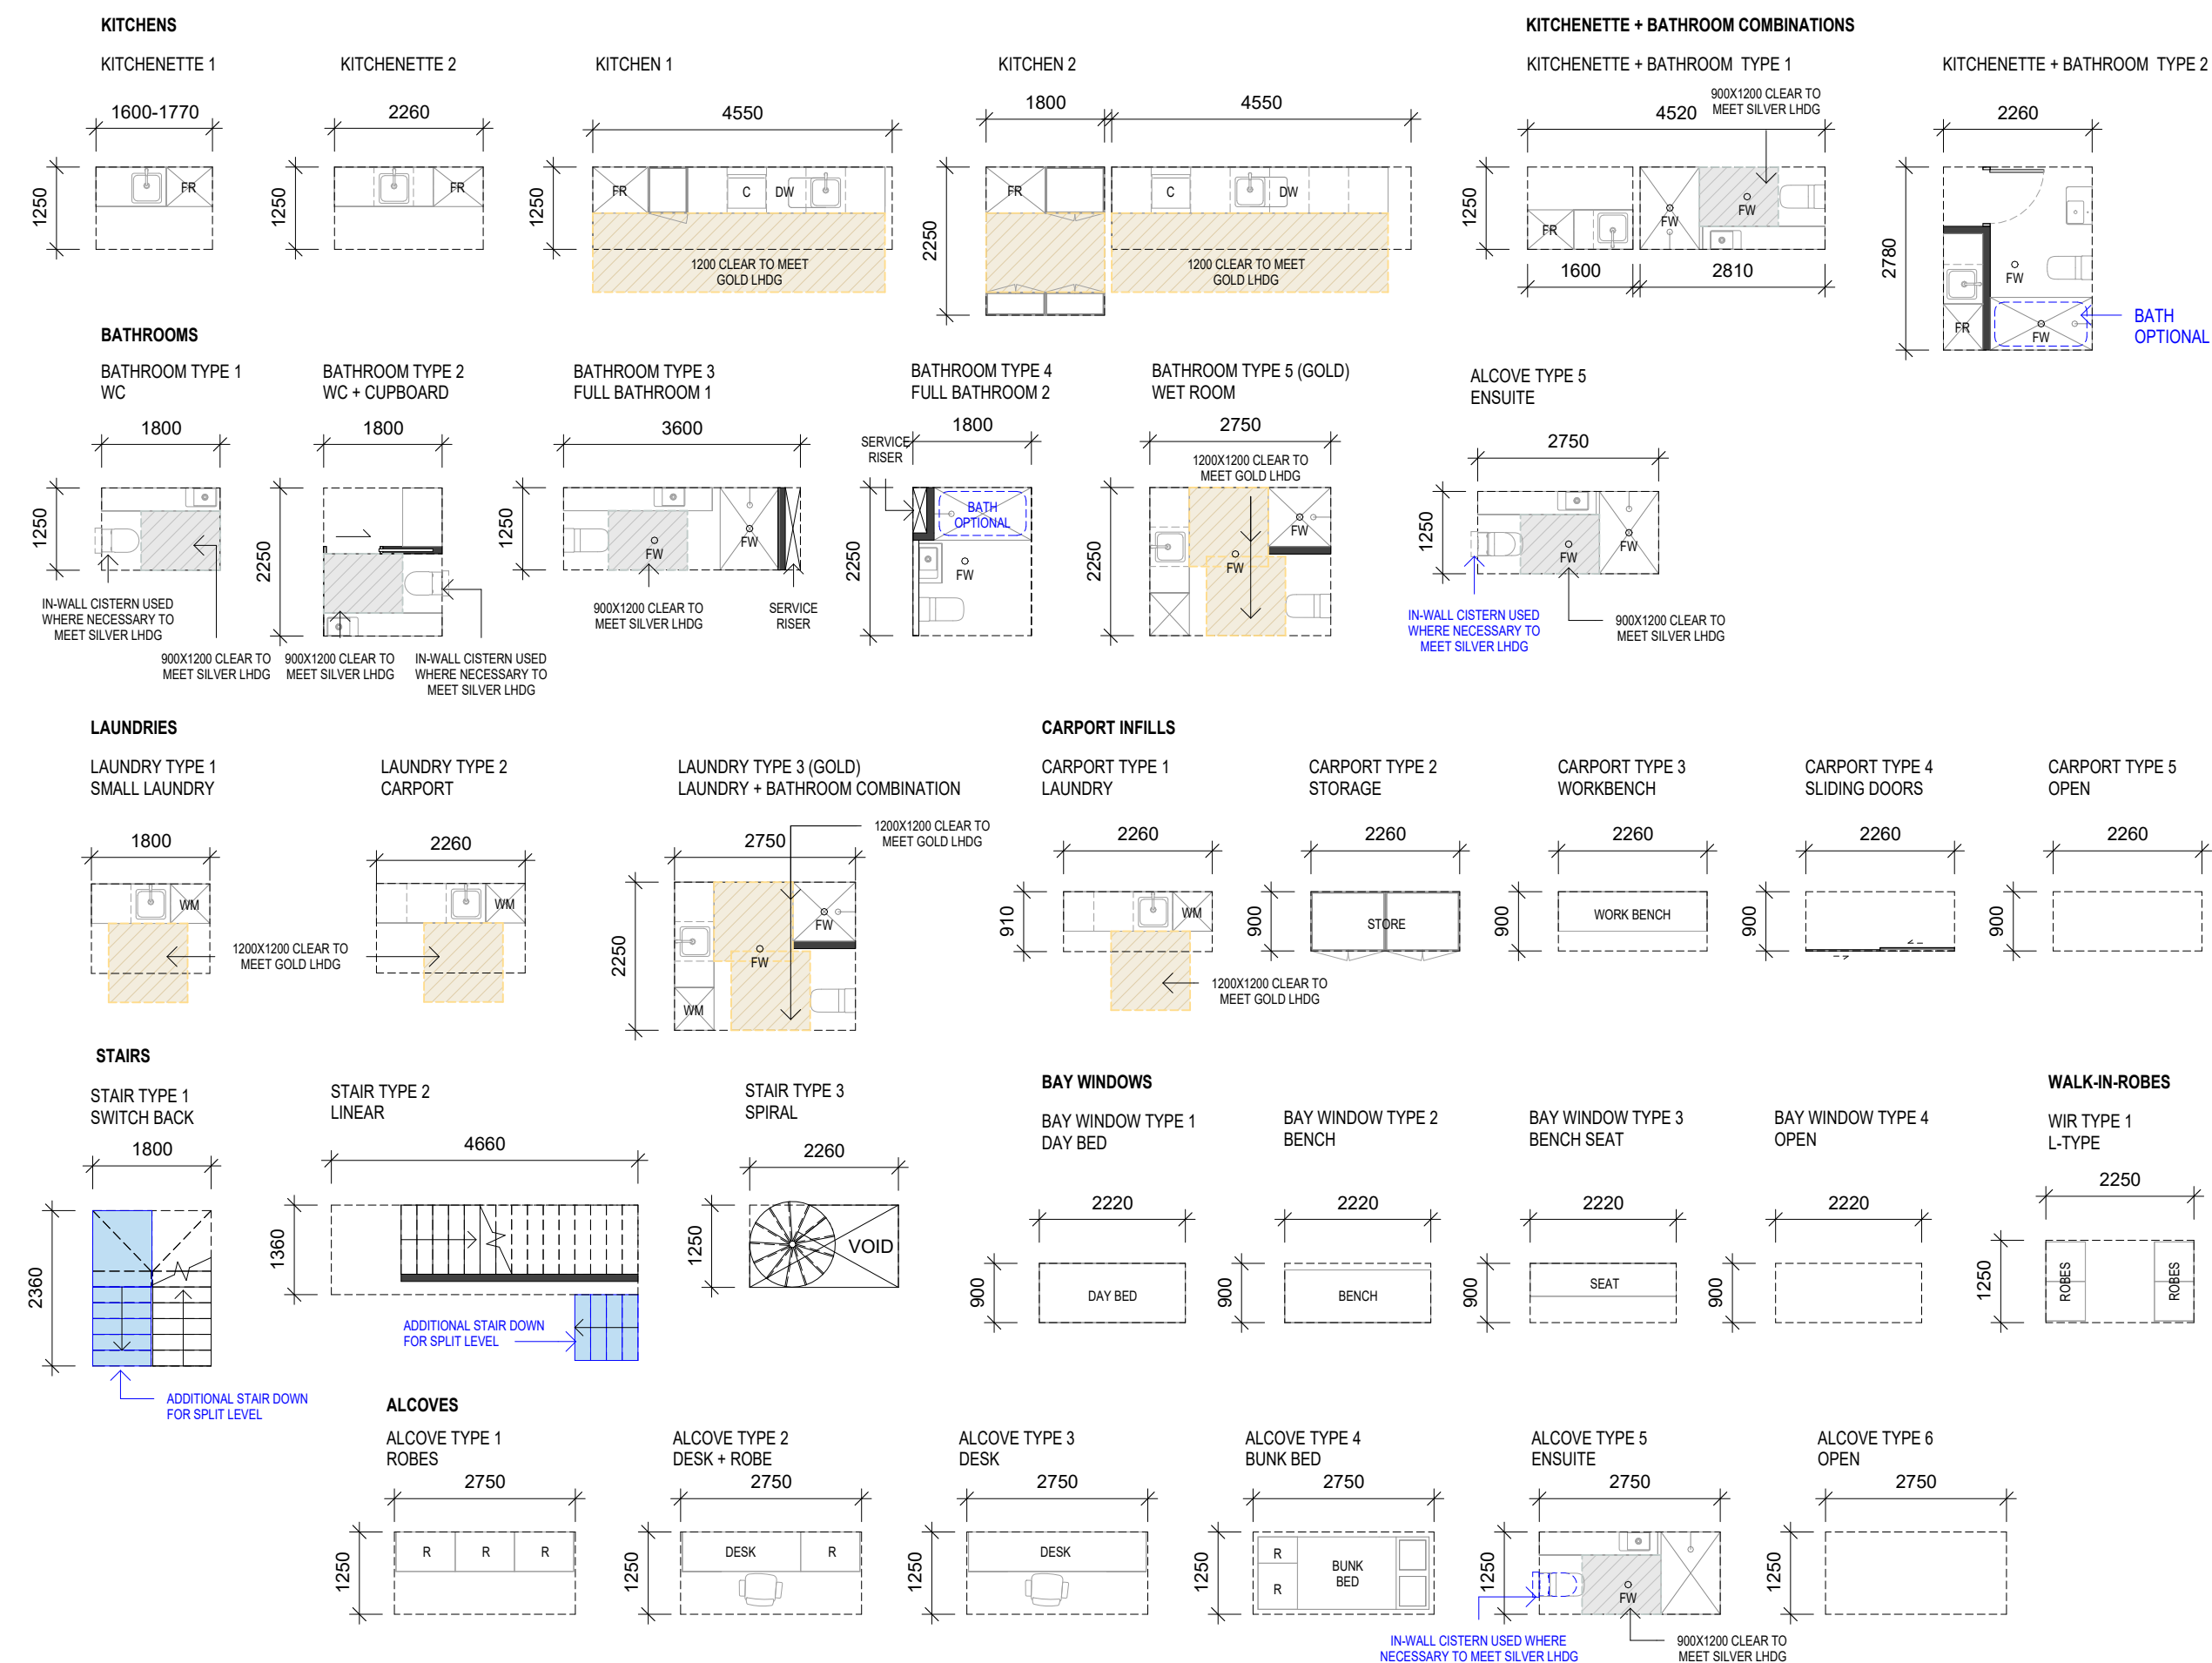 KITCHENS
KITCHENETTE 1
1600-1770
1250
FR
KITCHENETTE 2
2260
1250
FR
KITCHEN 1
4550
1250
FR
C
DW
1200 CLEAR TO MEET
GOLD LHDG
KITCHEN 2
1800
4550
2250
FR
C
DW
1200 CLEAR TO MEET
GOLD LHDG
KITCHENETTE + BATHROOM COMBINATIONS
KITCHENETTE + BATHROOM TYPE 1
900X1200 CLEAR TO
MEET SILVER LHDG
4520
1250
FR
FW
FW
1600
2810
KITCHENETTE + BATHROOM TYPE 2
2260
2780
FW
FR
FW
BATH
OPTIONAL
BATHROOMS
BATHROOM TYPE 1
WC
1800
1250
IN-WALL CISTERN USED
WHERE NECESSARY TO
MEET SILVER LHDG
900X1200 CLEAR TO
MEET SILVER LHDG
BATHROOM TYPE 2
WC + CUPBOARD
1800
2250
900X1200 CLEAR TO
MEET SILVER LHDG
IN-WALL CISTERN USED
WHERE NECESSARY TO
MEET SILVER LHDG
BATHROOM TYPE 3
FULL BATHROOM 1
3600
1250
FW
FW
900X1200 CLEAR TO
MEET SILVER LHDG
SERVICE
RISER
BATHROOM TYPE 4
FULL BATHROOM 2
1800
SERVICE
RISER
2250
BATH
OPTIONAL
FW
BATHROOM TYPE 5 (GOLD)
WET ROOM
2750
1200X1200 CLEAR TO
MEET GOLD LHDG
2250
FW
FW
ALCOVE TYPE 5
ENSUITE
2750
1250
FW
FW
IN-WALL CISTERN USED
WHERE NECESSARY TO
MEET SILVER LHDG
900X1200 CLEAR TO
MEET SILVER LHDG
LAUNDRIES
LAUNDRY TYPE 1
SMALL LAUNDRY
1800
WM
1200X1200 CLEAR TO
MEET GOLD LHDG
LAUNDRY TYPE 2
CARPORT
2260
WM
LAUNDRY TYPE 3 (GOLD)
LAUNDRY + BATHROOM COMBINATION
2750
1200X1200 CLEAR TO
MEET GOLD LHDG
2250
FW
FW
WM
CARPORT INFILLS
CARPORT TYPE 1
LAUNDRY
2260
910
WM
1200X1200 CLEAR TO
MEET GOLD LHDG
CARPORT TYPE 2
STORAGE
2260
900
STORE
CARPORT TYPE 3
WORKBENCH
2260
900
WORK BENCH
CARPORT TYPE 4
SLIDING DOORS
2260
900
CARPORT TYPE 5
OPEN
2260
900
STAIRS
STAIR TYPE 1
SWITCH BACK
1800
2360
ADDITIONAL STAIR DOWN
FOR SPLIT LEVEL
STAIR TYPE 2
LINEAR
4660
1360
ADDITIONAL STAIR DOWN
FOR SPLIT LEVEL
STAIR TYPE 3
SPIRAL
2260
1250
VOID
BAY WINDOWS
BAY WINDOW TYPE 1
DAY BED
2220
900
DAY BED
BAY WINDOW TYPE 2
BENCH
2220
900
BENCH
BAY WINDOW TYPE 3
BENCH SEAT
2220
900
SEAT
BAY WINDOW TYPE 4
OPEN
2220
900
WALK-IN-ROBES
WIR TYPE 1
L-TYPE
2250
1250
ROBES
ROBES
ALCOVES
ALCOVE TYPE 1
ROBES
2750
1250
R
R
R
ALCOVE TYPE 2
DESK + ROBE
2750
1250
DESK
R
ALCOVE TYPE 3
DESK
2750
1250
DESK
ALCOVE TYPE 4
BUNK BED
2750
1250
R
R
BUNK
BED
ALCOVE TYPE 5
ENSUITE
2750
1250
FW
IN-WALL CISTERN USED WHERE
NECESSARY TO MEET SILVER LHDG
900X1200 CLEAR TO
MEET SILVER LHDG
ALCOVE TYPE 6
OPEN
2750
1250